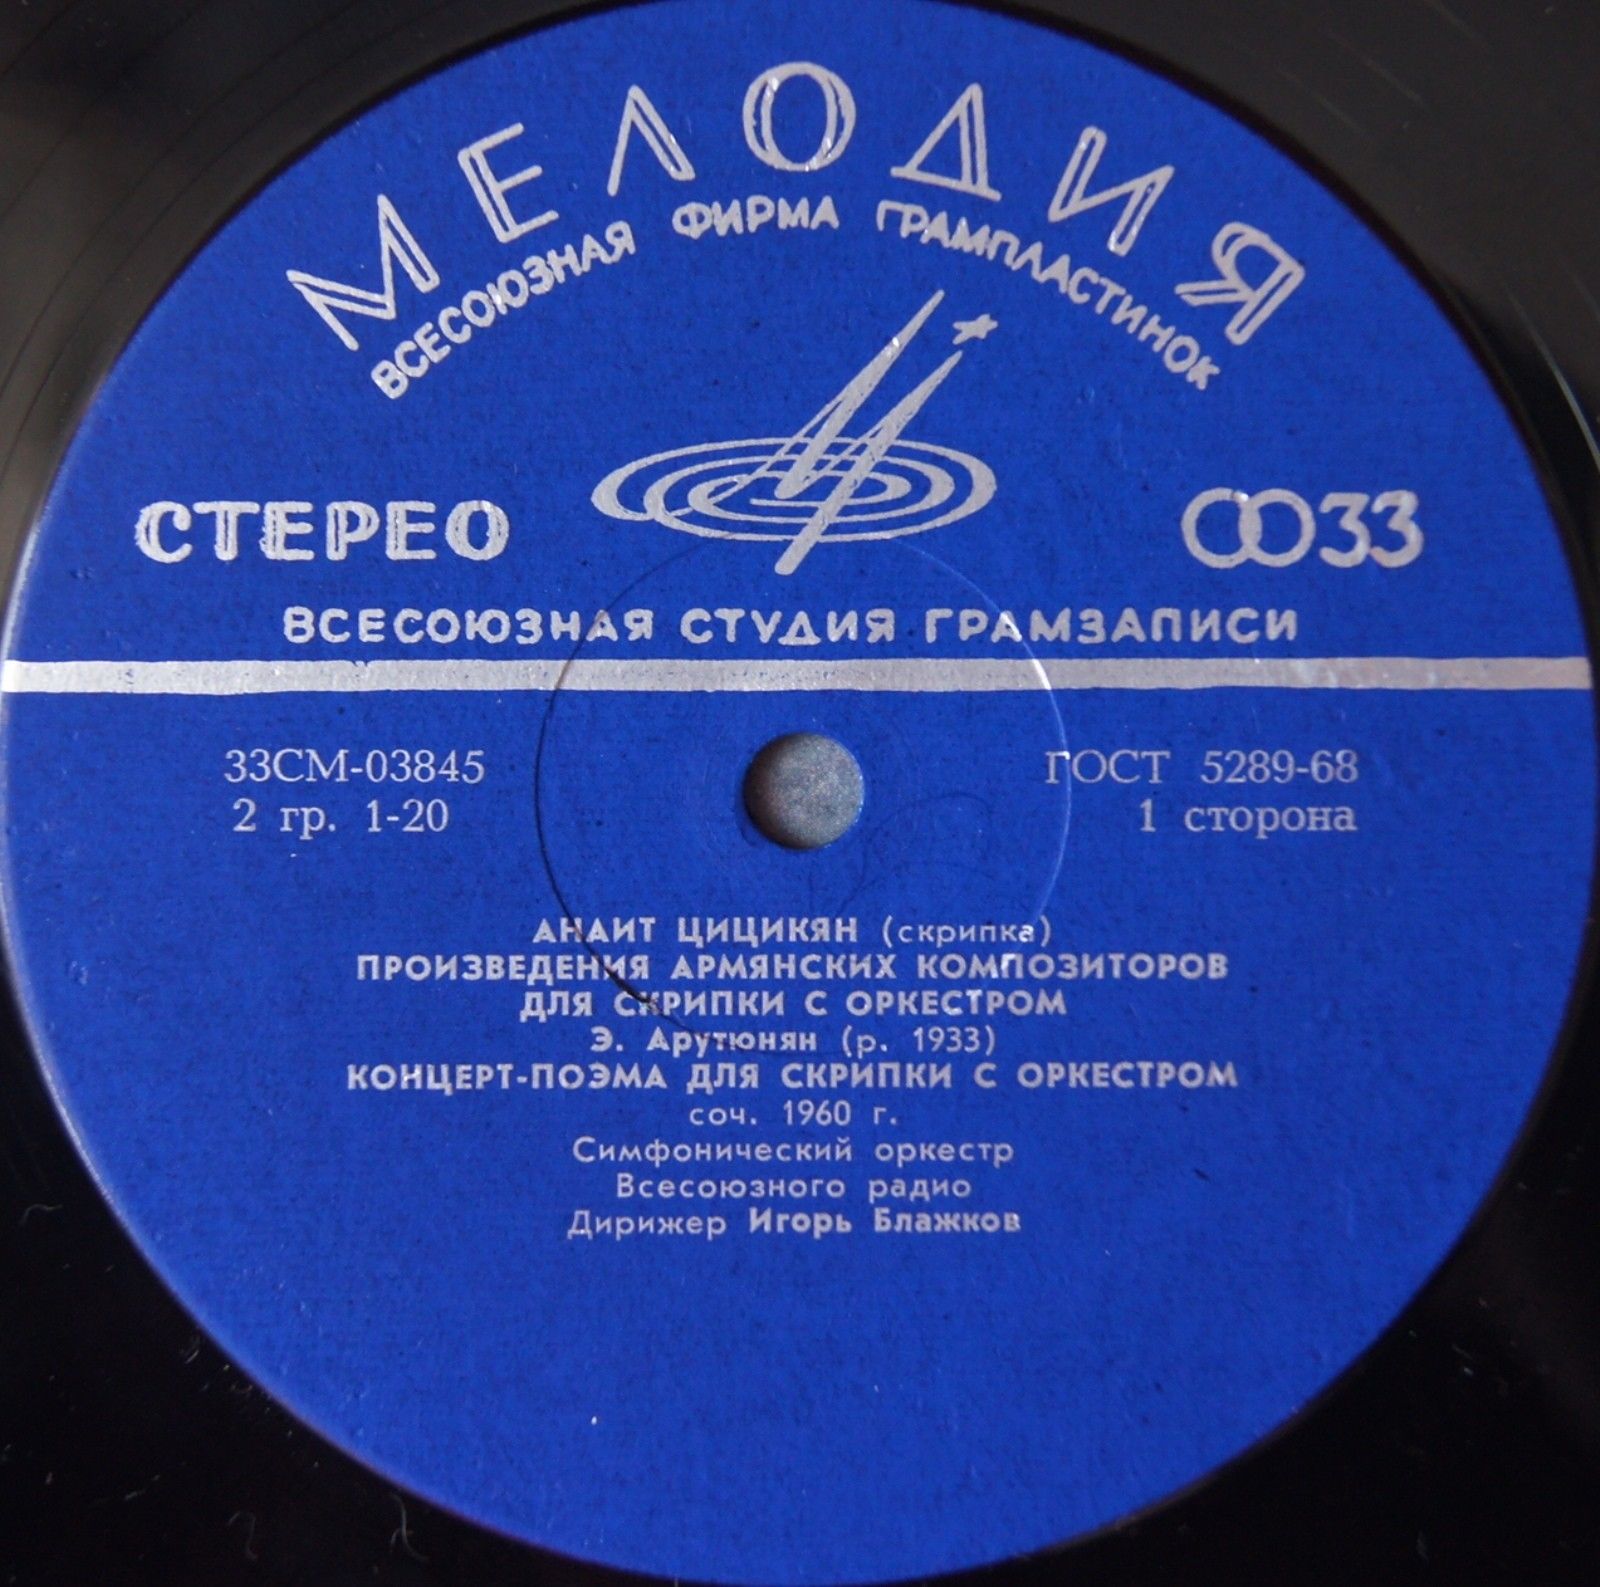 МЕЛОДИЯ
ВСЕСОЮЗНАЯ ФИРМА ГРАМПЛАСТИНОК
СТЕРЕО 33
ВСЕСОЮЗНАЯ СТУДИЯ ГРАМЗАПИСИ
33СМ-03845 ГОСТ 5289-68
2 гр. 1-20 1 сторона
АНАИТ ЦИЦИКЯН (скрипка)
ПРОИЗВЕДЕНИЯ АРМЯНСКИХ КОМПОЗИТОРОВ
ДЛЯ СКРИПКИ С ОРКЕСТРОМ
Э. Арутюнян (р. 1933)
КОНЦЕРТ-ПОЭМА ДЛЯ СКРИПКИ С ОРКЕСТРОМ
соч. 1960 г.
Симфонический оркестр
Всесоюзного радио
Дирижер Игорь Блажков